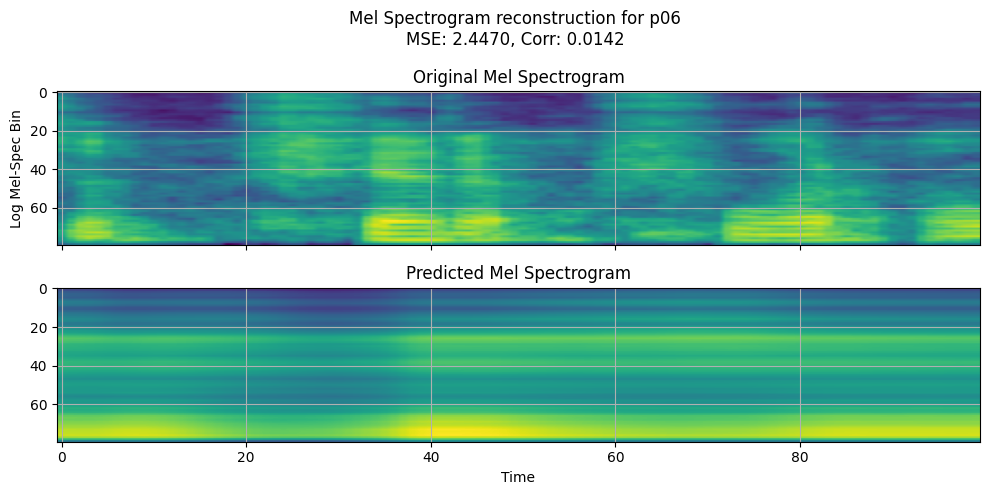 Mel Spectrogram reconstruction for p06
MSE: 2.4470, Corr: 0.0142
Original Mel Spectrogram
0
20
40
60
Log Mel-Spec Bin
Predicted Mel Spectrogram
0
20
40
60
0 20 40 60 80
Time